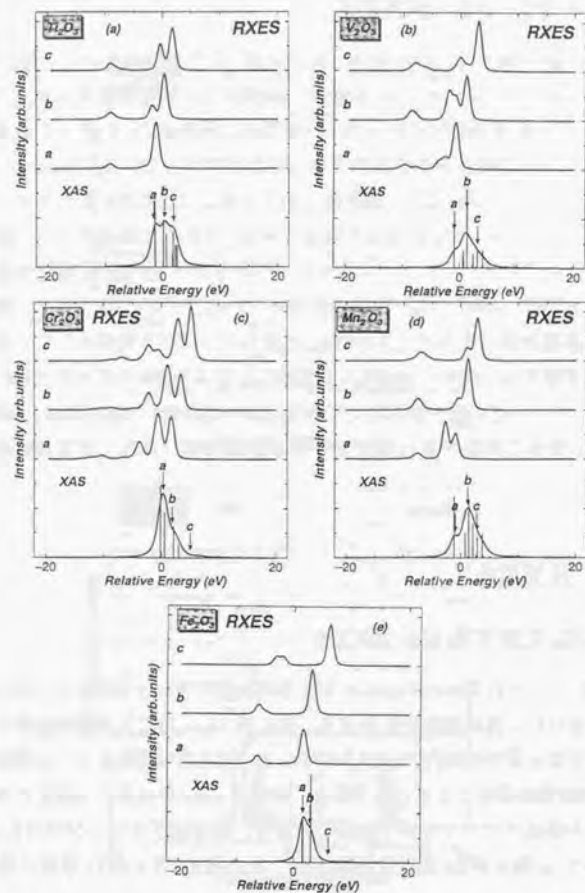 Ti₂O₃ (a) RXES
c
b
a
XAS
a b c
Intensity (arb.units)
-20 0 20
Relative Energy (eV)
V₂O₃ (b) RXES
c
b
a
XAS
a b c
Intensity (arb.units)
-20 0 20
Relative Energy (eV)
Cr₂O₃ RXES (c)
c
b
a
XAS
a b c
Intensity (arb.units)
-20 0 20
Relative Energy (eV)
Mn₂O₃ RXES (d)
c
b
a
XAS
a b c
Intensity (arb.units)
-20 0 20
Relative Energy (eV)
Fe₂O₃ RXES (e)
c
b
a
XAS
a b c
Intensity (arb.units)
-20 0 20
Relative Energy (eV)